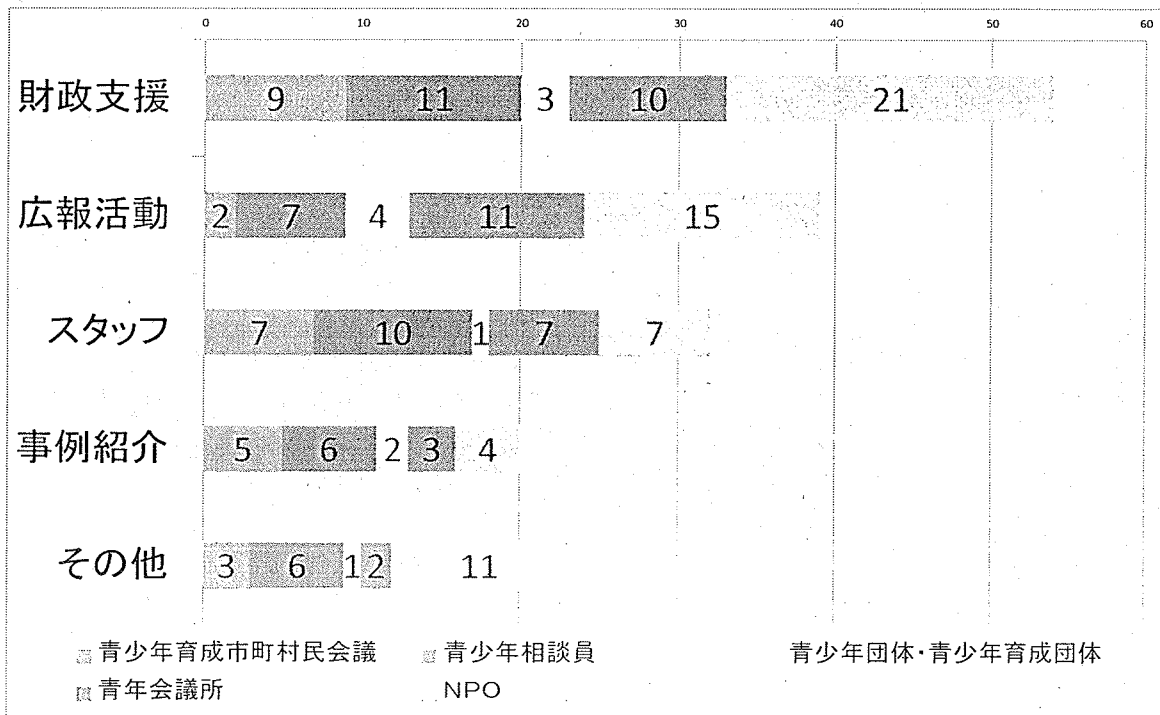 0 10 20 30 40 50 60
財政支援 9 11 3 10 21
広報活動 2 7 4 11 15
スタッフ 7 10 1 7 7
事例紹介 5 6 2 3 4
その他 3 6 1 2 11
青少年育成市町村民会議 青少年相談員 青少年団体・青少年育成団体
青年会議所 NPO